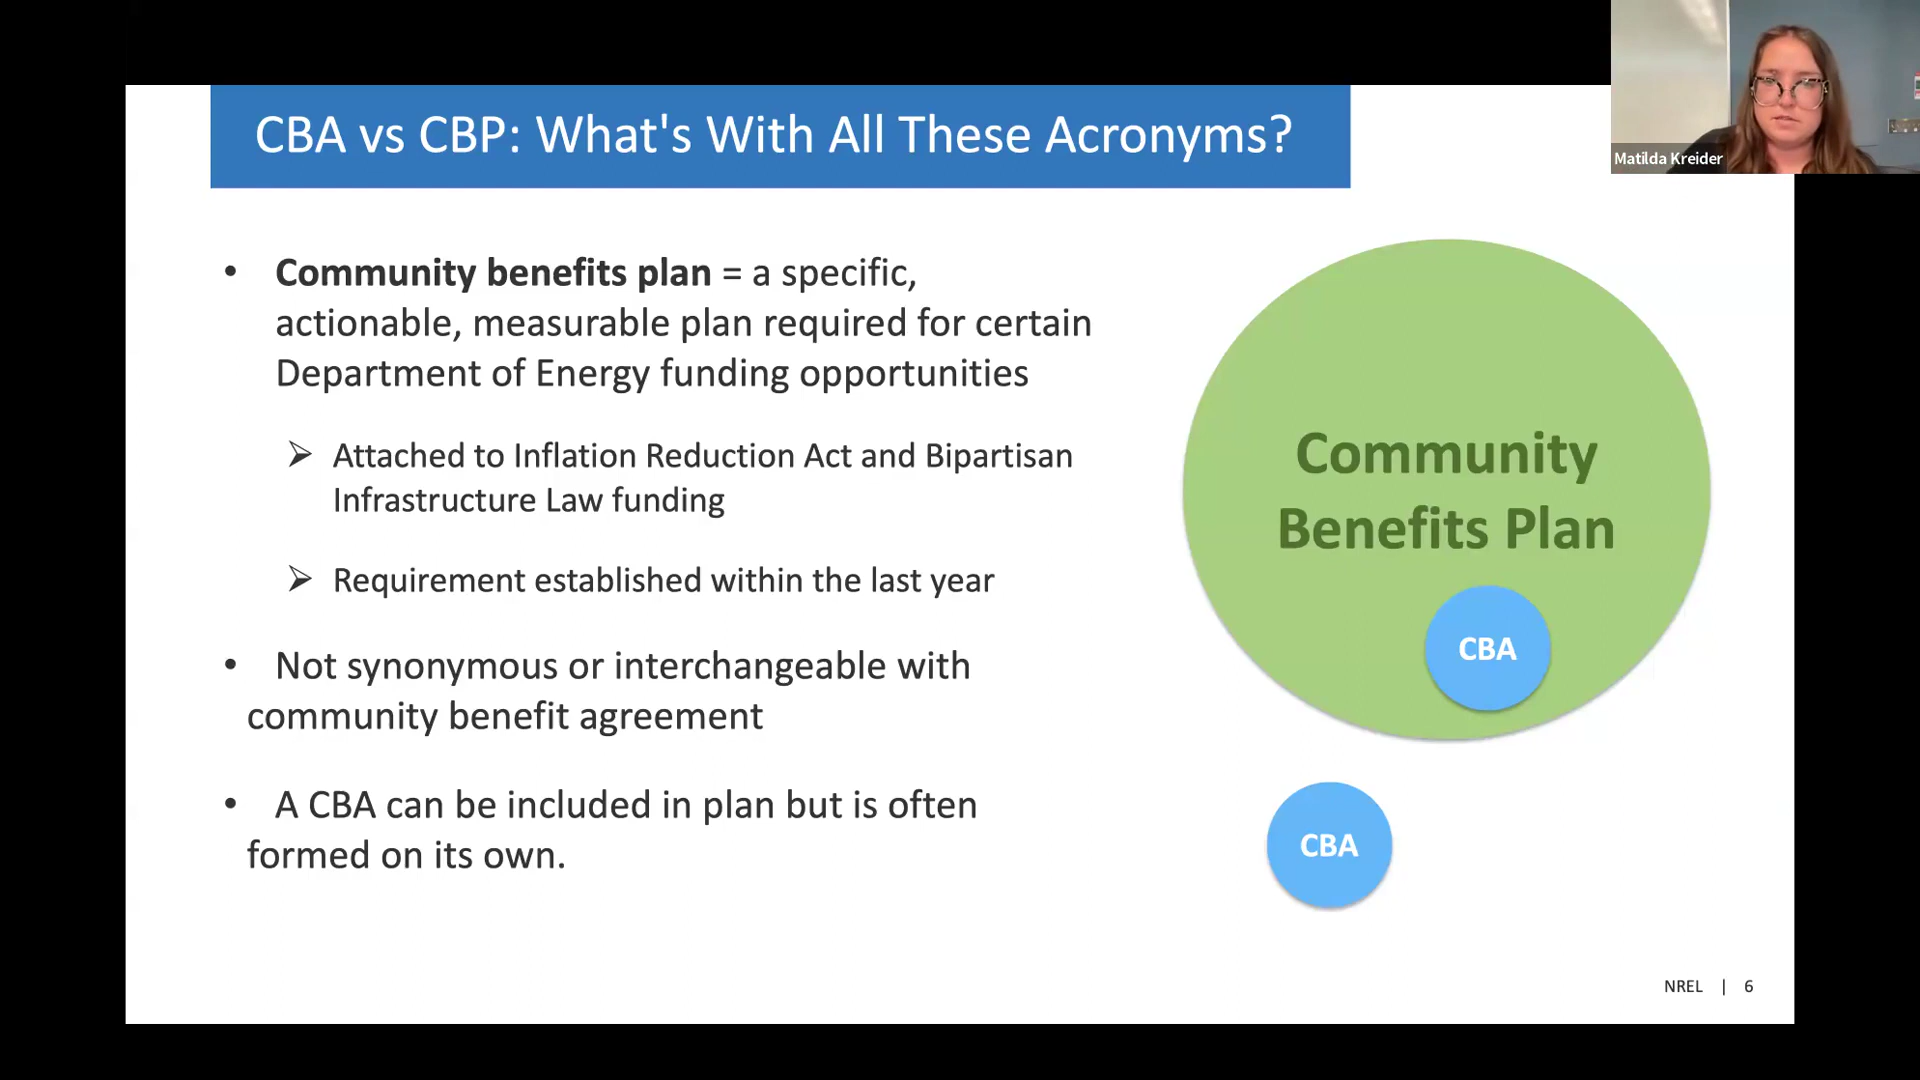 CBA vs CBP: What's With All These Acronyms?
Matilda Kreider
• Community benefits plan = a specific,
actionable, measurable plan required for certain
Department of Energy funding opportunities
➢ Attached to Inflation Reduction Act and Bipartisan
Infrastructure Law funding
➢ Requirement established within the last year
• Not synonymous or interchangeable with
community benefit agreement
• A CBA can be included in plan but is often
formed on its own.
Community
Benefits Plan
CBA
CBA
NREL | 6